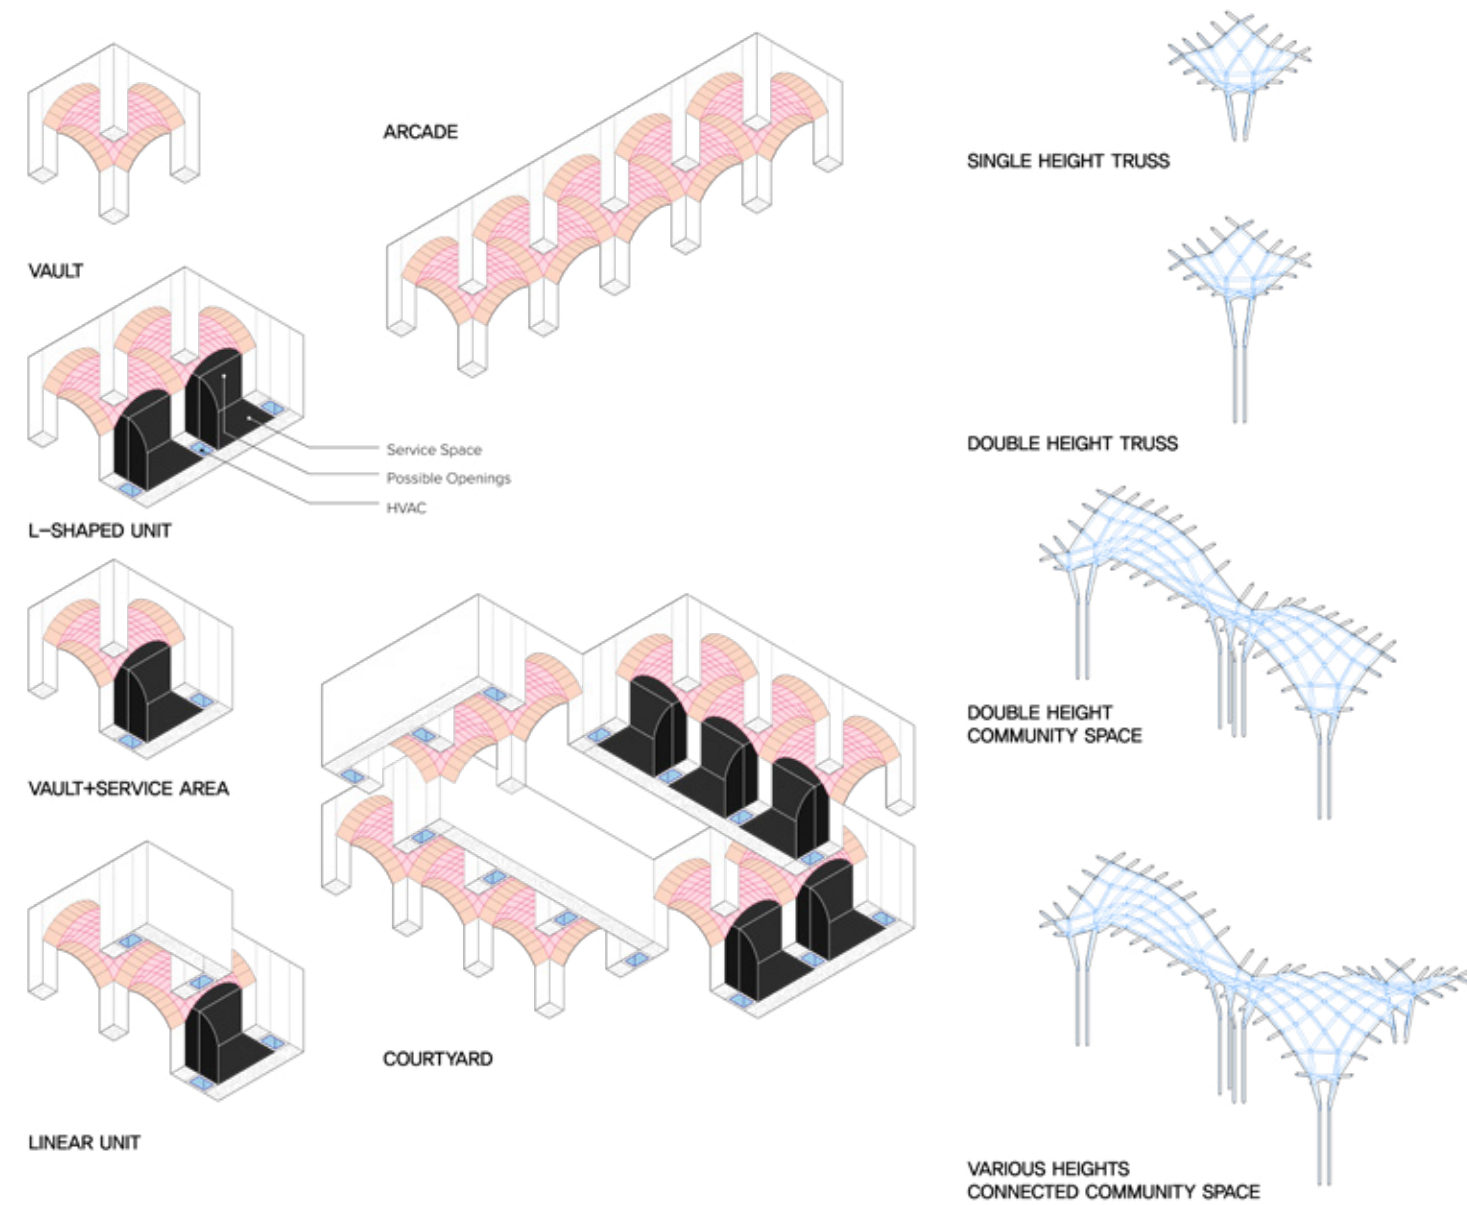 VAULT
ARCADE
Service Space
Possible Openings
HVAC
L-SHAPED UNIT
VAULT+SERVICE AREA
LINEAR UNIT
COURTYARD
SINGLE HEIGHT TRUSS
DOUBLE HEIGHT TRUSS
DOUBLE HEIGHT
COMMUNITY SPACE
VARIOUS HEIGHTS
CONNECTED COMMUNITY SPACE